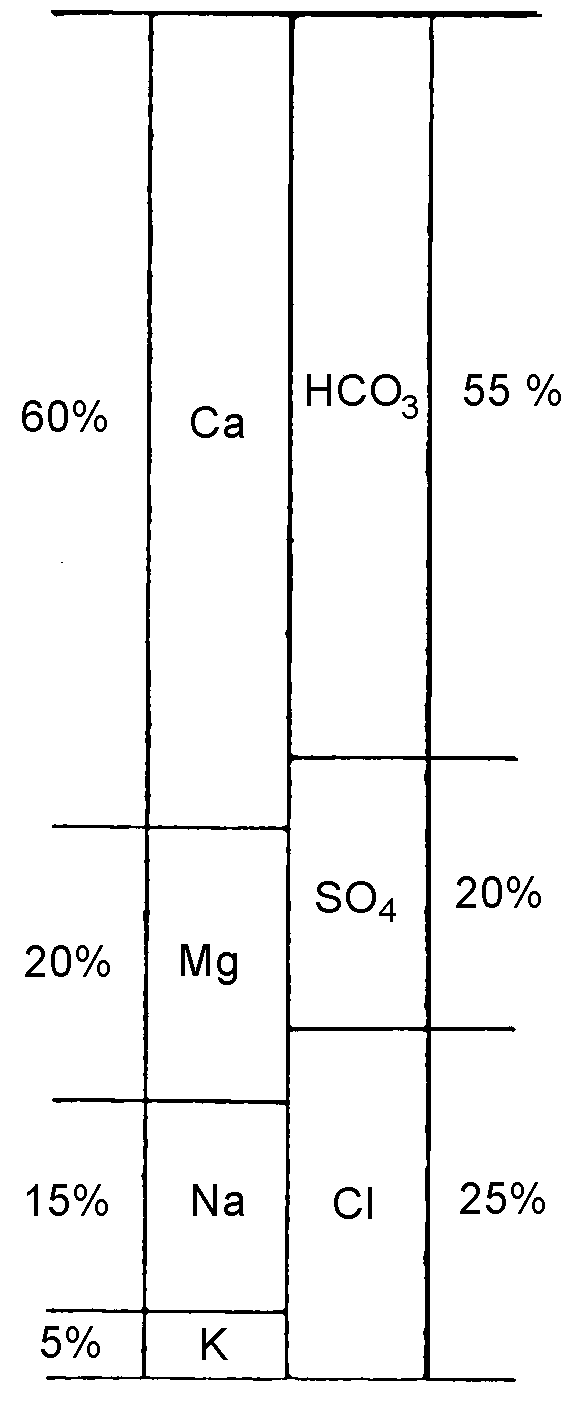 60% Ca HCO₃ 55 %
20% Mg SO₄ 20%
15% Na Cl 25%
5% K